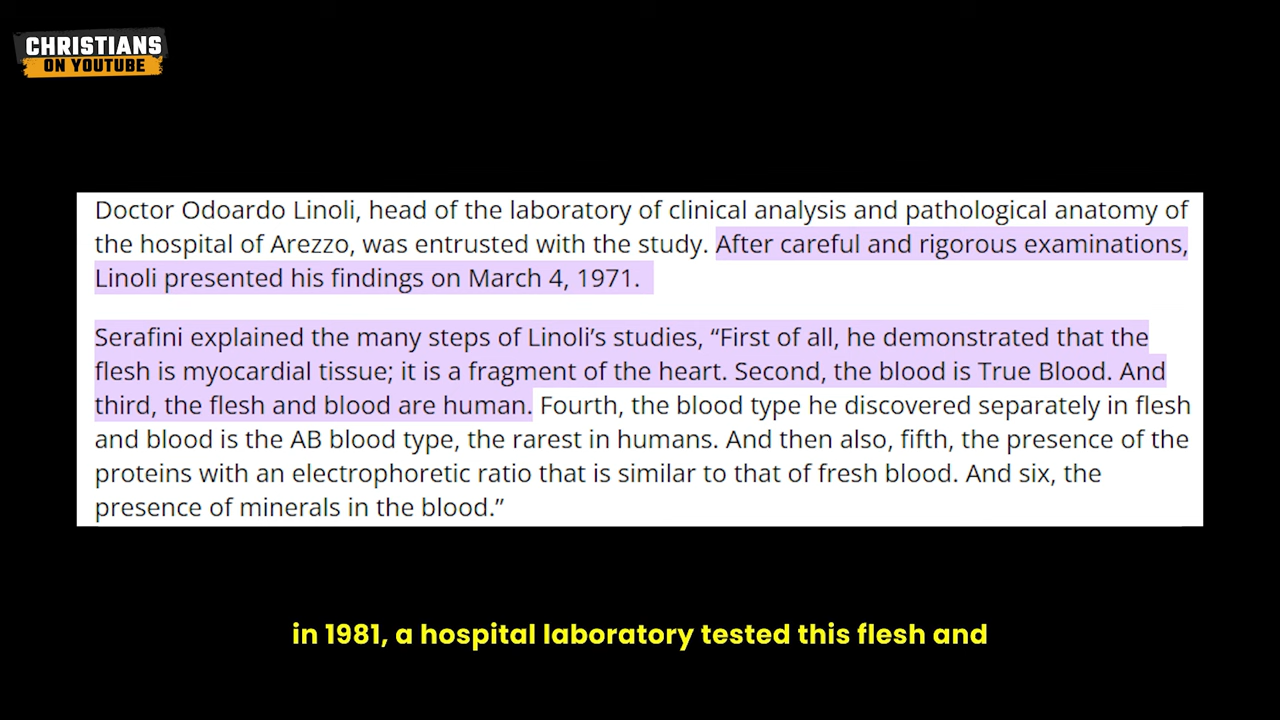 CHRISTIANS
ON YOUTUBE
Doctor Odoardo Linoli, head of the laboratory of clinical analysis and pathological anatomy of
the hospital of Arezzo, was entrusted with the study. After careful and rigorous examinations,
Linoli presented his findings on March 4, 1971.
Serafini explained the many steps of Linoli’s studies, “First of all, he demonstrated that the
flesh is myocardial tissue; it is a fragment of the heart. Second, the blood is True Blood. And
third, the flesh and blood are human. Fourth, the blood type he discovered separately in flesh
and blood is the AB blood type, the rarest in humans. And then also, fifth, the presence of the
proteins with an electrophoretic ratio that is similar to that of fresh blood. And six, the
presence of minerals in the blood.”
in 1981, a hospital laboratory tested this flesh and